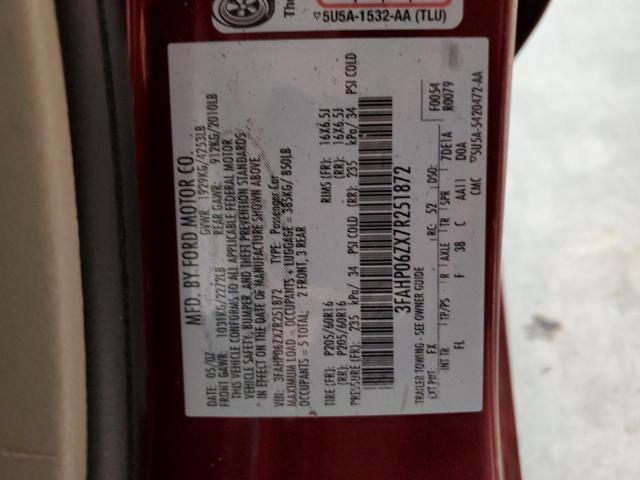 5U5A-1532-AA (TLU)
MFD. BY FORD MOTOR CO.
DATE: 05/07 GVWR: 1929KG/4253LB
FRONT GAWR: 1031KG/2272LB REAR GAWR: 912KG/2010LB
THIS VEHICLE CONFORMS TO ALL APPLICABLE FEDERAL MOTOR
VEHICLE SAFETY, BUMPER, AND THEFT PREVENTION STANDARDS
IN EFFECT ON THE DATE OF MANUFACTURE SHOWN ABOVE.
VIN: 3FAHP06ZX7R251872 TYPE: Passenger Car
MAXIMUM LOAD = OCCUPANTS + LUGGAGE = 385KG/ 850LB
OCCUPANTS = 5 TOTAL: 2 FRONT, 3 REAR
TIRE (FR): P205/60R16 RIMS (FR): 16X6.5J
(RR): P205/60R16 (RR): 16X6.5J
PRESSURE (FR): 235 kPa/ 34 PSI COLD (RR): 235 kPa/ 34 PSI COLD
3FAHP06ZX7R251872
F0054
R0079
TRAILER TOWING - SEE OWNER GUIDE
EXT PNT: FX RC: 52 DSO:
INT TR TP/PS R AXLE TR SPR 7DE1A
FL F 38 C AA11 DOA
CMC 5U5A-5420472-AA